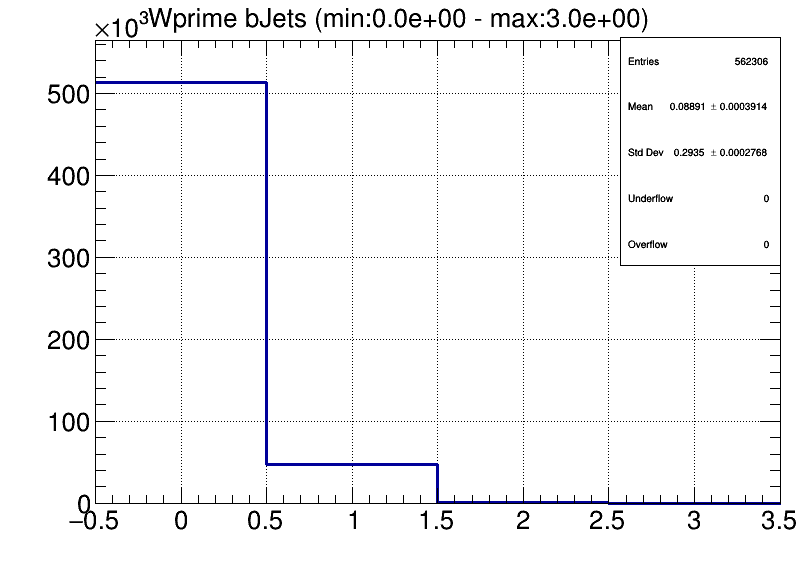 ×10³ Wprime bJets (min:0.0e+00 - max:3.0e+00)
Entries 562306
Mean 0.08891 ± 0.0003914
Std Dev 0.2935 ± 0.0002768
Underflow 0
Overflow 0
500
400
300
200
100
0
−0.5 0 0.5 1 1.5 2 2.5 3 3.5